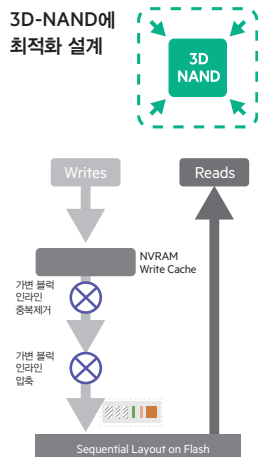 3D-NAND에
최적화 설계
3D
NAND
Writes
Reads
NVRAM
Write Cache
가변 블럭
인라인
중복제거
가변 블럭
인라인
압축
Sequential Layout on Flash